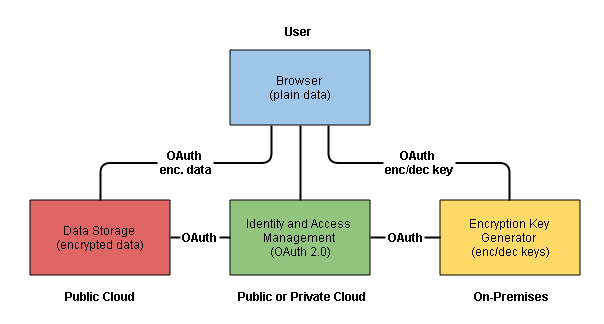 User
Browser
(plain data)
OAuth
enc. data
OAuth
enc/dec key
Data Storage
(encrypted data)
OAuth
Identity and Access
Management
(OAuth 2.0)
OAuth
Encryption Key
Generator
(enc/dec keys)
Public Cloud
Public or Private Cloud
On-Premises